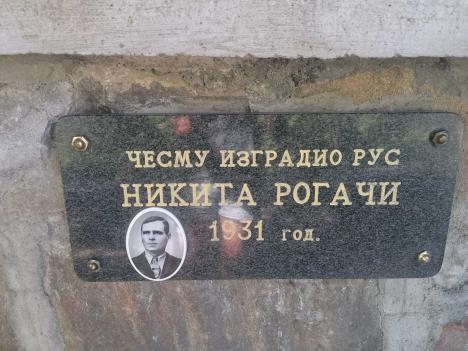 ЧЕСМУ ИЗГРАДИО РУС
НИКИТА РОГАЧИ
1931 год.